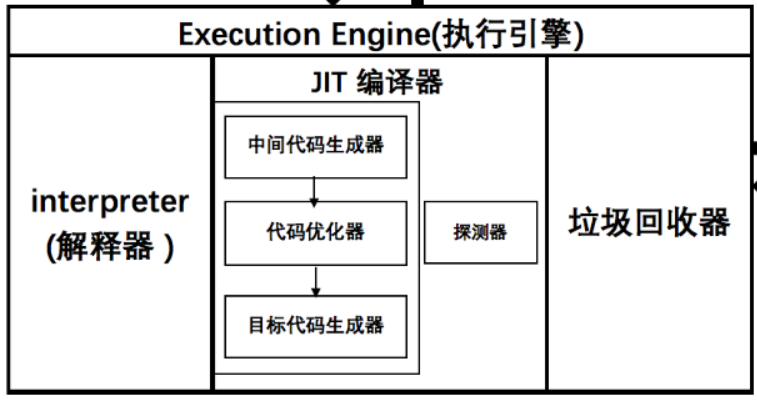 Execution Engine(执行引擎)
interpreter
(解释器 )
JIT 编译器
中间代码生成器
代码优化器
目标代码生成器
探测器
垃圾回收器